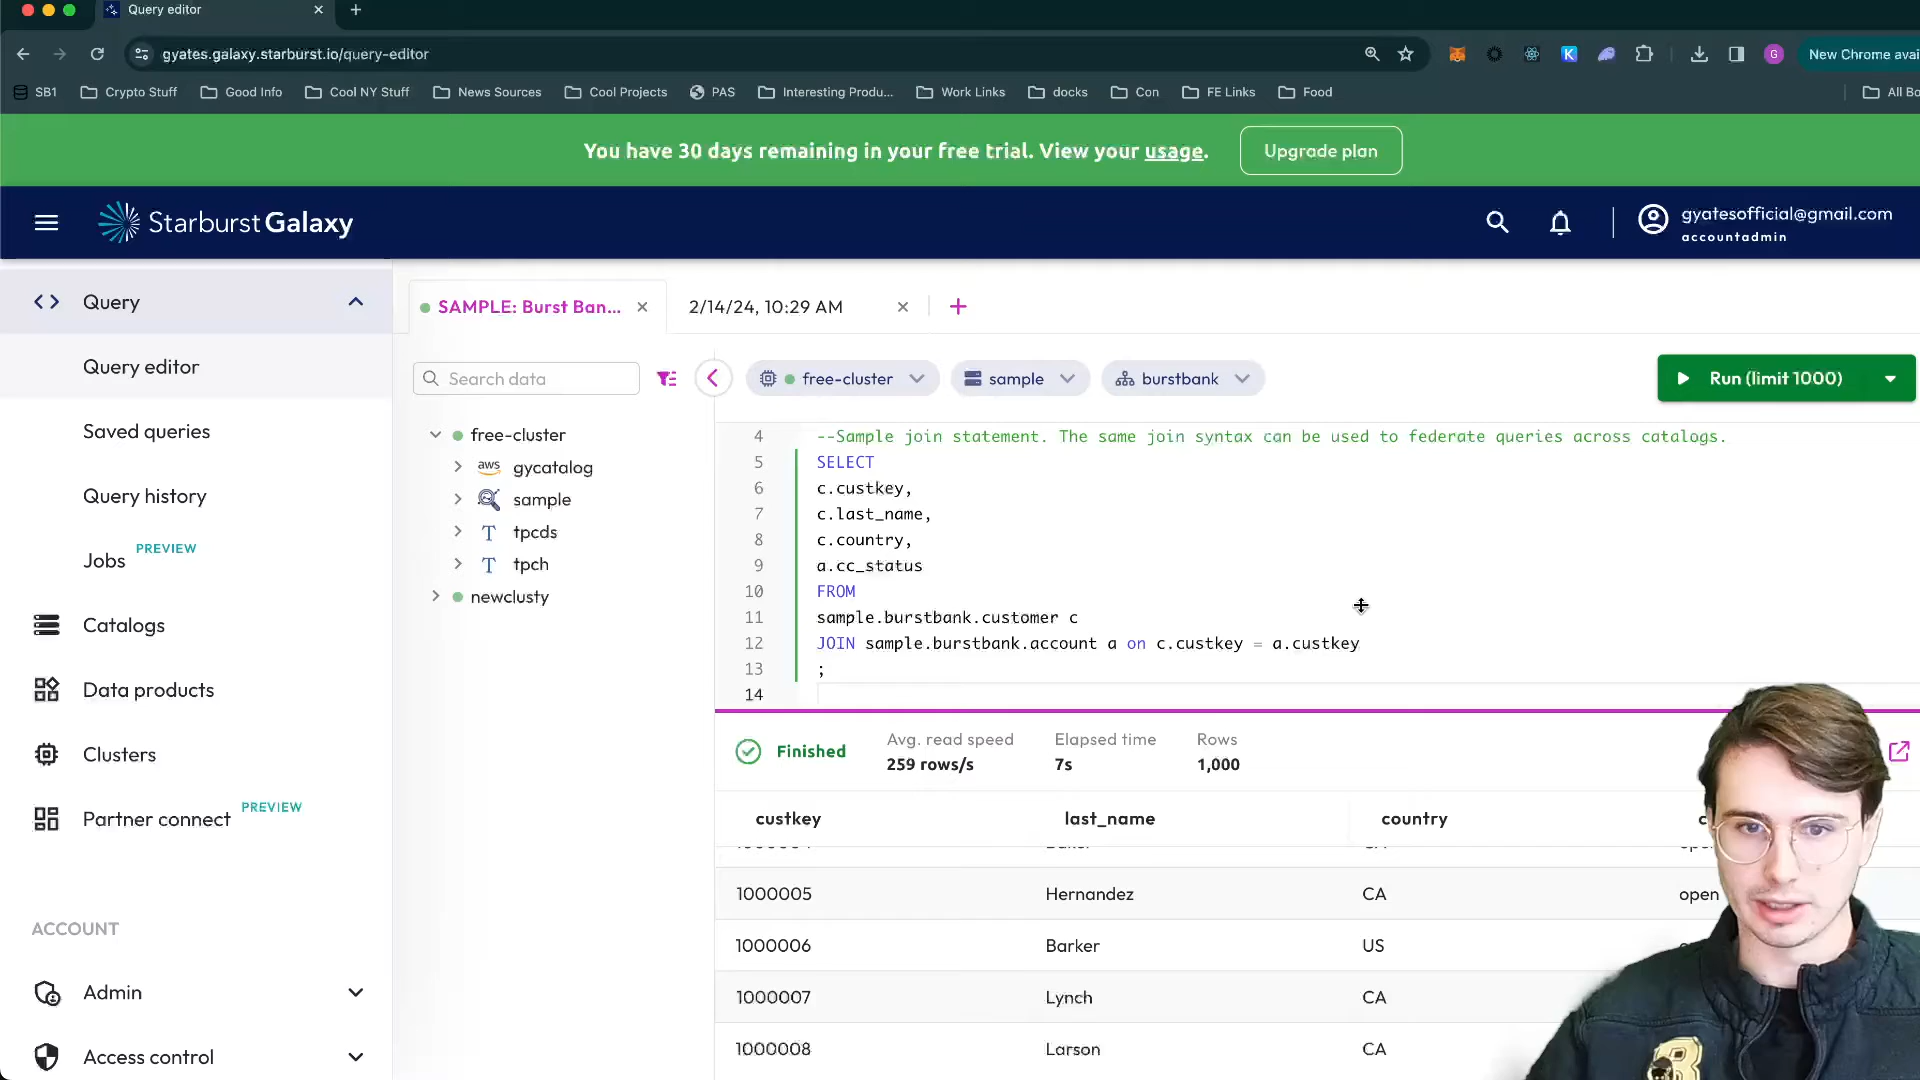 Query editor
gyates.galaxy.starburst.io/query-editor
New Chrome avai
SB1
Crypto Stuff
Good Info
Cool NY Stuff
News Sources
Cool Projects
PAS
Interesting Produ...
Work Links
docks
Con
FE Links
Food
All Bo
You have 30 days remaining in your free trial. View your usage.
Upgrade plan
Starburst Galaxy
gyatesofficial@gmail.com
accountadmin
Query
Query editor
Saved queries
Query history
Jobs PREVIEW
Catalogs
Data products
Clusters
Partner connect PREVIEW
ACCOUNT
Admin
Access control
SAMPLE: Burst Ban...
2/14/24, 10:29 AM
Search data
free-cluster
aws gycatalog
sample
tpcds
tpch
newclusty
free-cluster
sample
burstbank
Run (limit 1000)
4 --Sample join statement. The same join syntax can be used to federate queries across catalogs.
5 SELECT
6 c.custkey,
7 c.last_name,
8 c.country,
9 a.cc_status
10 FROM
11 sample.burstbank.customer c
12 JOIN sample.burstbank.account a on c.custkey = a.custkey
13 ;
14
Finished
Avg. read speed
259 rows/s
Elapsed time
7s
Rows
1,000
custkey last_name country
1000005 Hernandez CA open
1000006 Barker US
1000007 Lynch CA
1000008 Larson CA